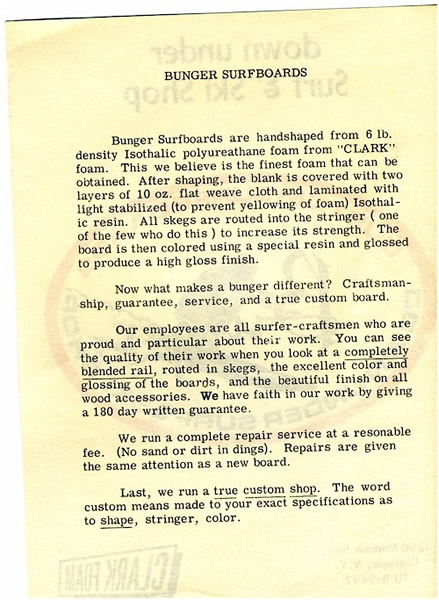 down under
BUNGER SURFBOARDS
Surf & Ski Shop
Bunger Surfboards are handshaped from 6 lb.
density Isothalic polyureathane foam from "CLARK"
foam. This we believe is the finest foam that can be
obtained. After shaping, the blank is covered with two
layers of 10 oz. flat weave cloth and laminated with
light stabilized (to prevent yellowing of foam) Isothal-
ic resin. All skegs are routed into the stringer ( one
of the few who do this ) to increase its strength. The
board is then colored using a special resin and glossed
to produce a high gloss finish.
Now what makes a bunger different? Craftsman-
ship, guarantee, service, and a true custom board.
Our employees are all surfer-craftsmen who are
proud and particular about their work. You can see
the quality of their work when you look at a completely
blended rail, routed in skegs, the excellent color and
glossing of the boards, and the beautiful finish on all
wood accessories. We have faith in our work by giving
a 180 day written guarantee.
We run a complete repair service at a resonable
fee. (No sand or dirt in dings). Repairs are given
the same attention as a new board.
Last, we run a true custom shop. The word
custom means made to your exact specifications as
to shape, stringer, color.
CLARK FOAM